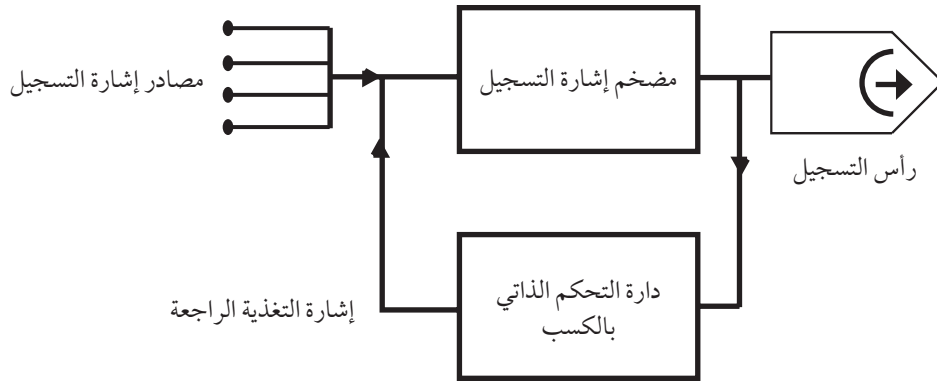 مصادر إشارة التسجيل
مضخم إشارة التسجيل
رأس التسجيل
دارة التحكم الذاتي
بالكسب
إشارة التغذية الراجعة